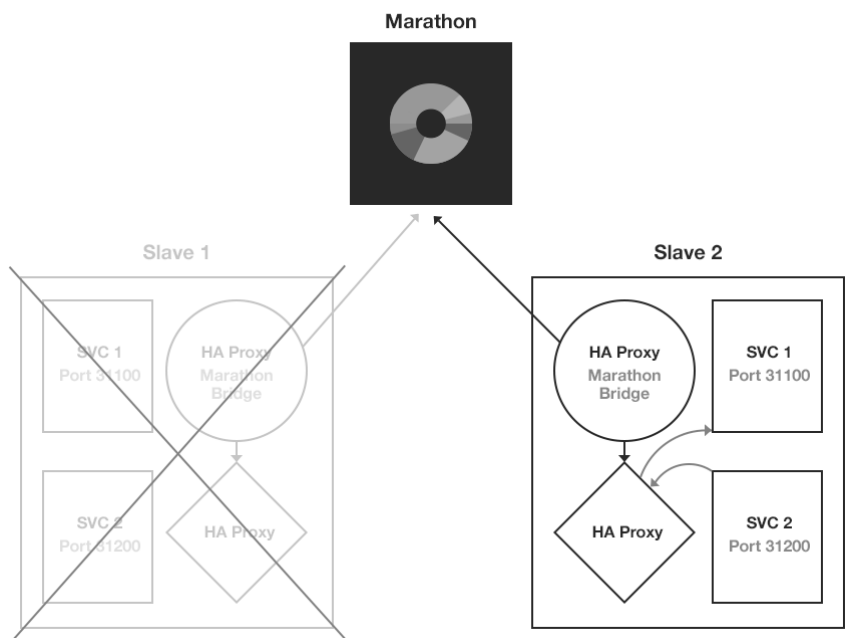 Marathon
Slave 1
SVC 1
Port 31100
HA Proxy
Marathon
Bridge
SVC 2
Port 31200
HA Proxy
Slave 2
HA Proxy
Marathon
Bridge
SVC 1
Port 31100
HA Proxy
SVC 2
Port 31200